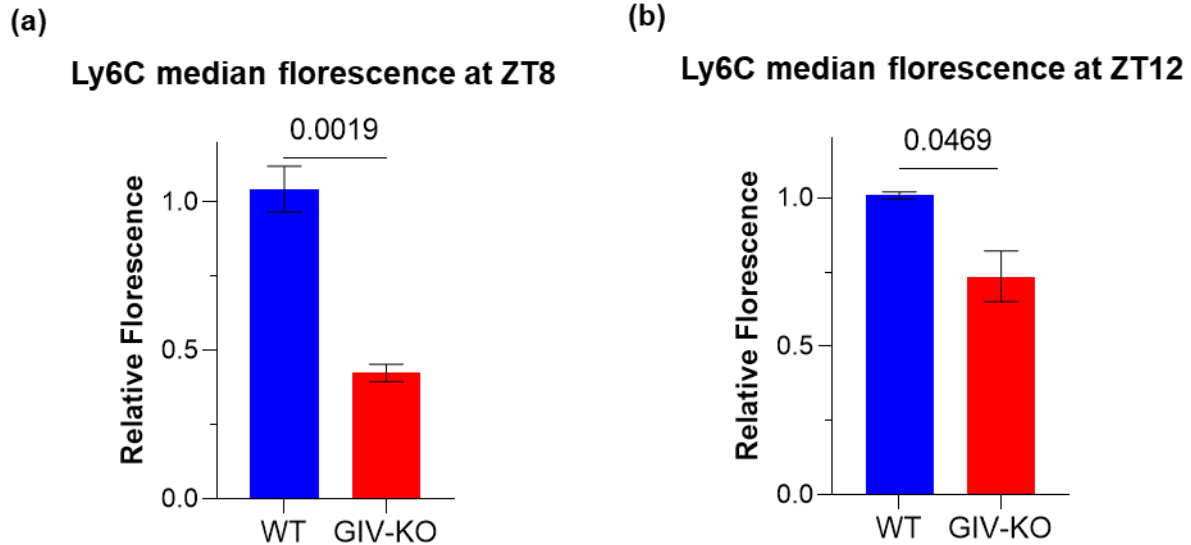 (a)
Ly6C median florescence at ZT8
0.0019
Relative Florescence
1.0
0.5
0.0
WT GIV-KO
(b)
Ly6C median florescence at ZT12
0.0469
Relative Florescence
1.0
0.5
0.0
WT GIV-KO